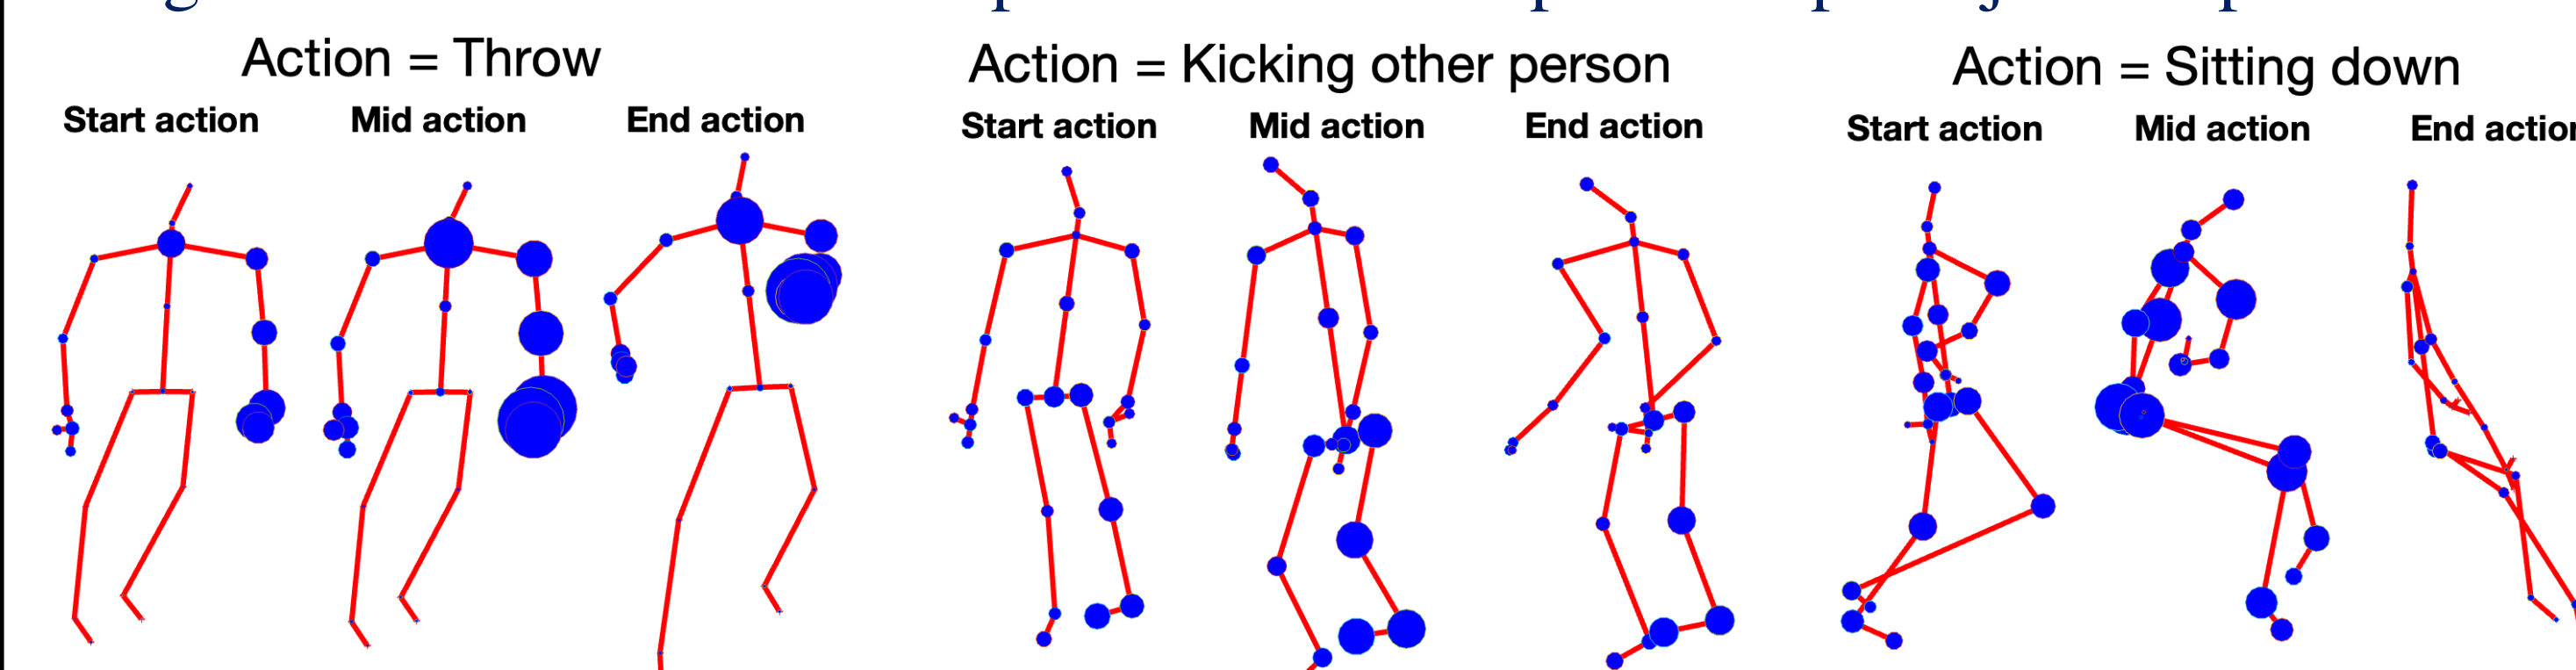 Action = Throw
Start action Mid action End action
Action = Kicking other person
Start action Mid action End action
Action = Sitting down
Start action Mid action End